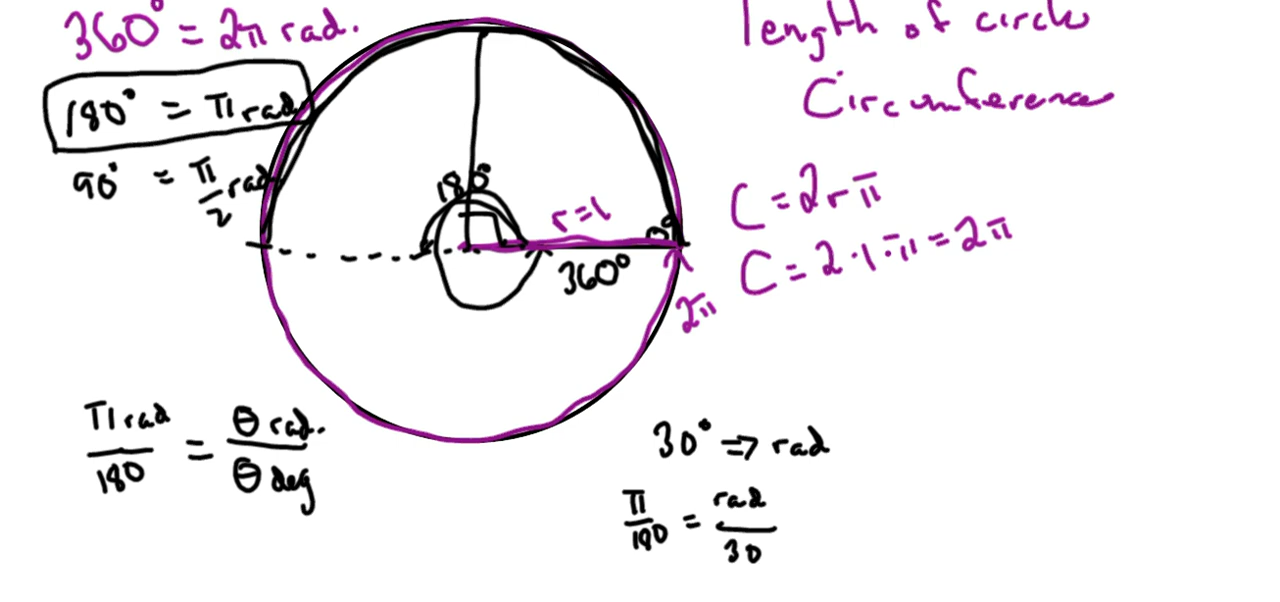 360° = 2π rad.
180° = π rad
90° = π/2 rad
length of circle
Circumference
C = 2rπ
C = 2·1·π = 2π
180°
r=1
0°
360°
2π
π rad/180 = θ rad./θ deg
30° => rad
π/180 = rad/30